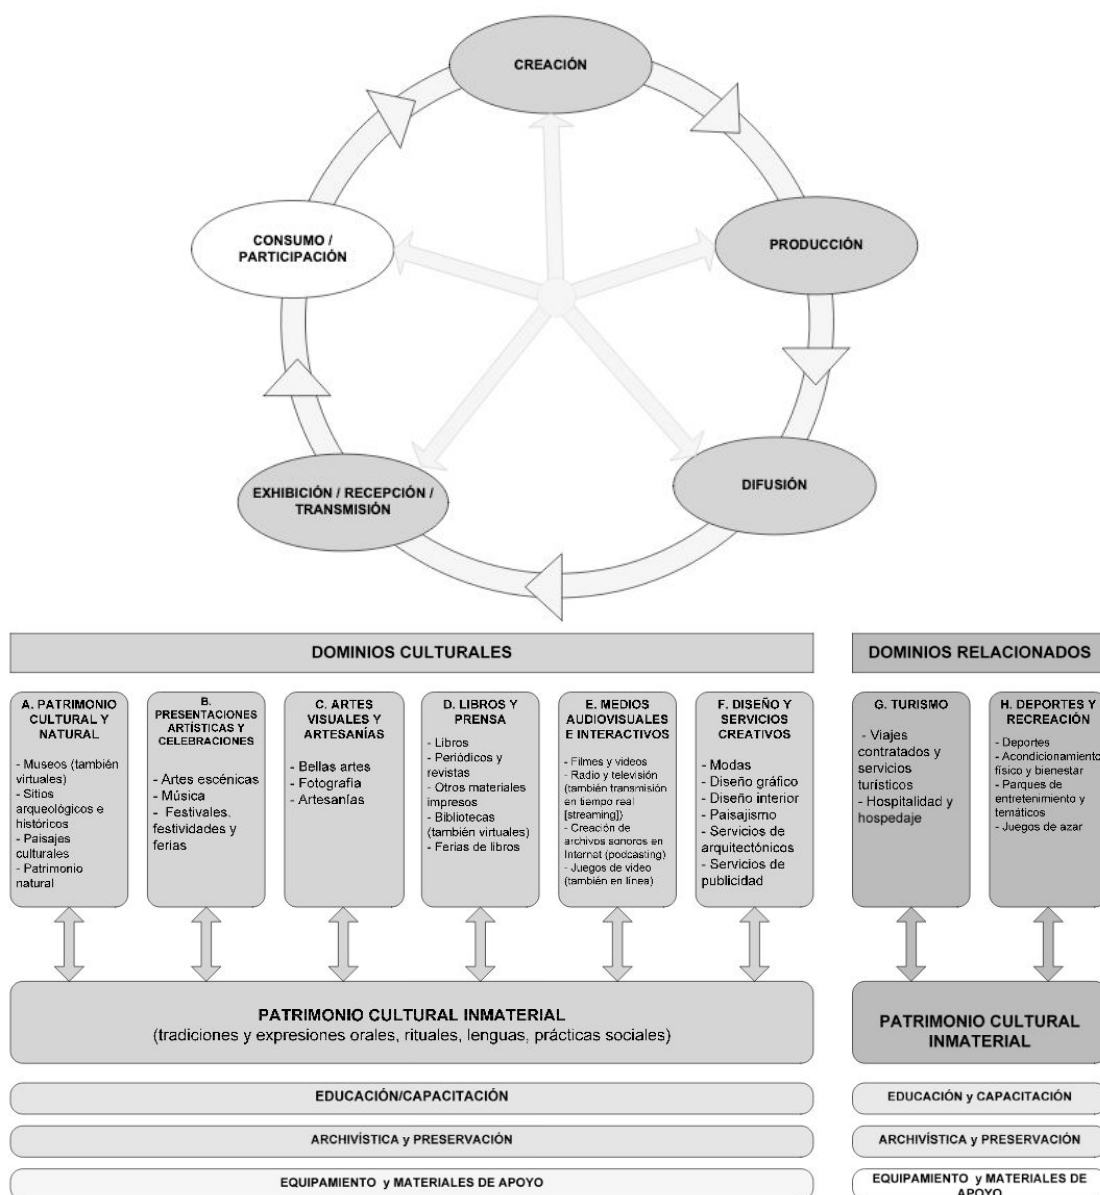 CREACIÓN
CONSUMO /
PARTICIPACIÓN
PRODUCCIÓN
EXHIBICIÓN / RECEPCIÓN /
TRANSMISIÓN
DIFUSIÓN
DOMINIOS CULTURALES
A. PATRIMONIO
CULTURAL Y
NATURAL
- Museos (también
virtuales)
- Sitios
arqueológicos e
históricos
- Paisajes
culturales
- Patrimonio
natural
B.
PRESENTACIONES
ARTÍSTICAS Y
CELEBRACIONES
- Artes escénicas
- Música
- Festivales.
festividades y
ferias
C. ARTES
VISUALES Y
ARTESANÍAS
- Bellas artes
- Fotografía
- Artesanías
D. LIBROS Y
PRENSA
- Libros
- Periódicos y
revistas
- Otros materiales
impresos
- Bibliotecas
(también virtuales)
- Ferias de libros
E. MEDIOS
AUDIOVISUALES
E INTERACTIVOS
- Filmes y videos
- Radio y televisión
(también transmisión
en tiempo real
[streaming])
- Creación de
archivos sonoros en
Internet (podcasting)
- Juegos de video
(también en línea)
F. DISEÑO Y
SERVICIOS
CREATIVOS
- Modas
- Diseño gráfico
- Diseño interior
- Paisajismo
- Servicios de
arquitectónicos
- Servicios de
publicidad
DOMINIOS RELACIONADOS
G. TURISMO
- Viajes
contratados y
servicios
turísticos
- Hospitalidad y
hospedaje
H. DEPORTES Y
RECREACIÓN
- Deportes
- Acondicionamiento
físico y bienestar
- Parques de
entretenimiento y
temáticos
- Juegos de azar
PATRIMONIO CULTURAL INMATERIAL
(tradiciones y expresiones orales, rituales, lenguas, prácticas sociales)
PATRIMONIO CULTURAL
INMATERIAL
EDUCACIÓN/CAPACITACIÓN
EDUCACIÓN y CAPACITACIÓN
ARCHIVÍSTICA y PRESERVACIÓN
ARCHIVÍSTICA y PRESERVACIÓN
EQUIPAMIENTO y MATERIALES DE APOYO
EQUIPAMIENTO y MATERIALES DE
APOYO